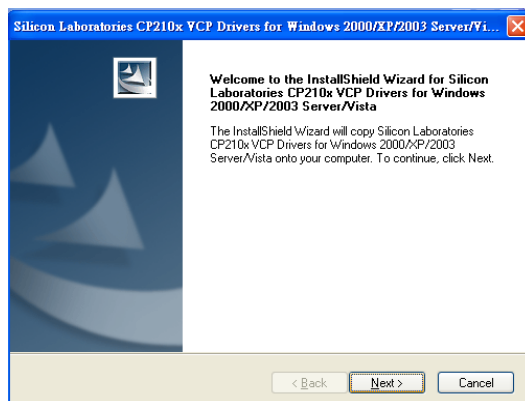 Silicon Laboratories CP210x VCP Drivers for Windows 2000/XP/2003 Server/Vi...
Welcome to the InstallShield Wizard for Silicon
Laboratories CP210x VCP Drivers for Windows
2000/XP/2003 Server/Vista
The InstallShield Wizard will copy Silicon Laboratories
CP210x VCP Drivers for Windows 2000/XP/2003
Server/Vista onto your computer. To continue, click Next.
< Back Next > Cancel